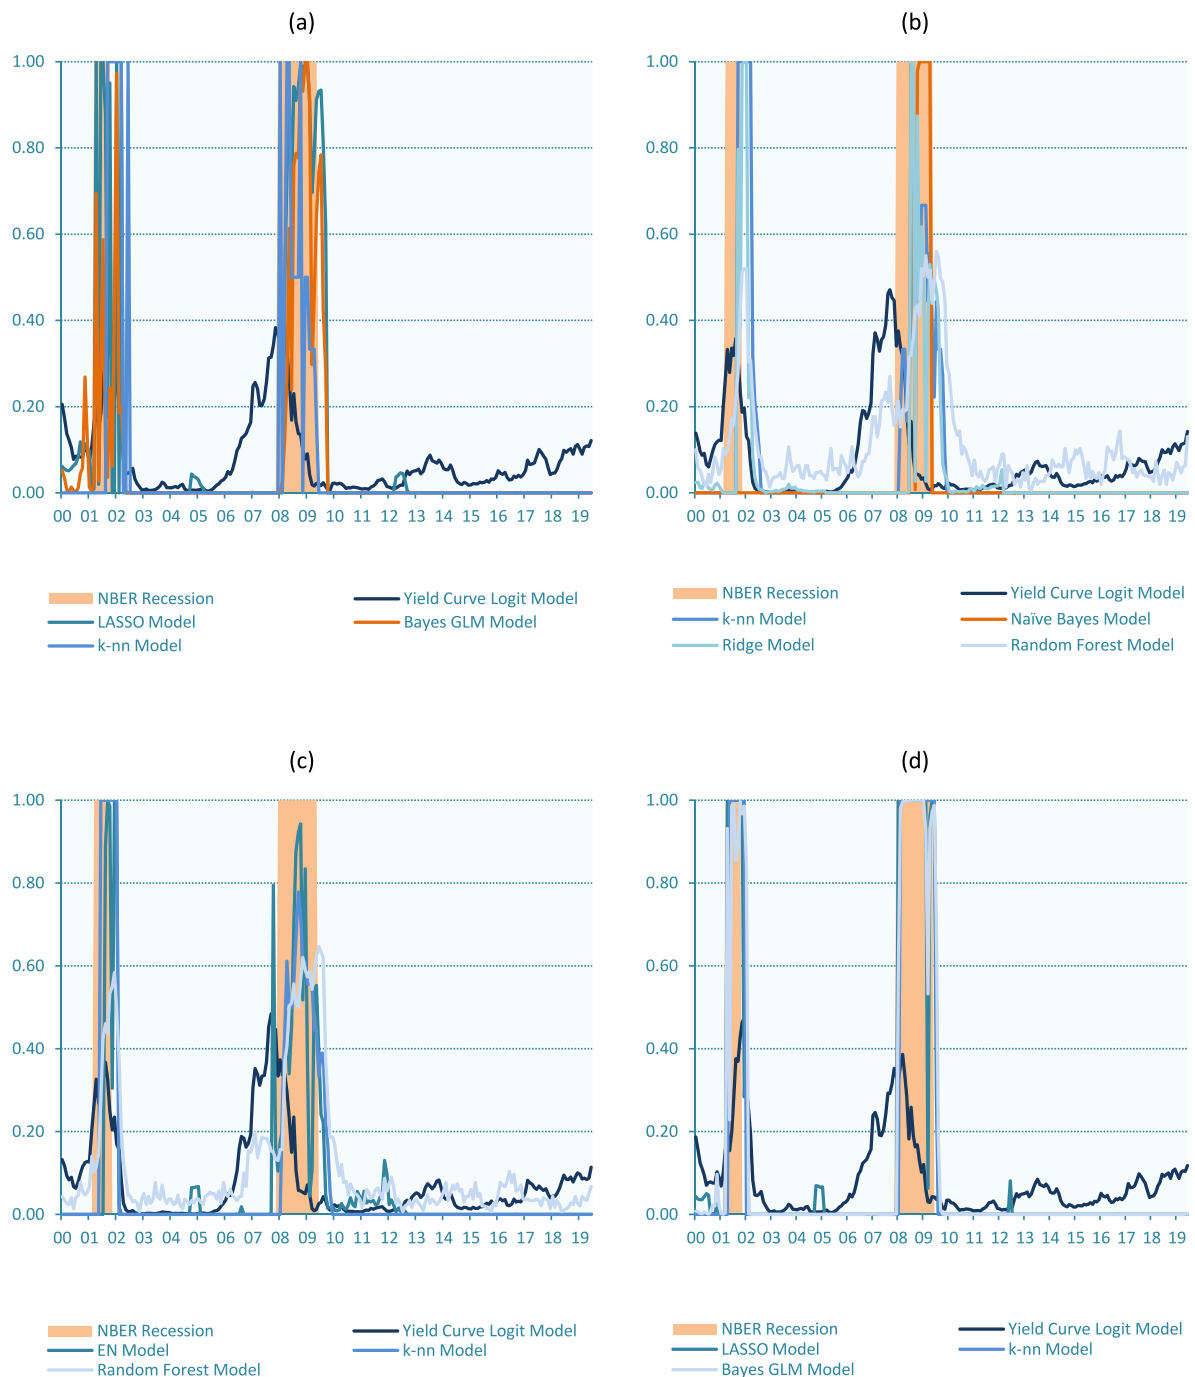 (a)
1.00
0.80
0.60
0.40
0.20
0.00
00 01 02 03 04 05 06 07 08 09 10 11 12 13 14 15 16 17 18 19
NBER Recession Yield Curve Logit Model
LASSO Model Bayes GLM Model
k-nn Model
(b)
1.00
0.80
0.60
0.40
0.20
0.00
00 01 02 03 04 05 06 07 08 09 10 11 12 13 14 15 16 17 18 19
NBER Recession Yield Curve Logit Model
k-nn Model Naïve Bayes Model
Ridge Model Random Forest Model
(c)
1.00
0.80
0.60
0.40
0.20
0.00
00 01 02 03 04 05 06 07 08 09 10 11 12 13 14 15 16 17 18 19
NBER Recession Yield Curve Logit Model
EN Model k-nn Model
Random Forest Model
(d)
1.00
0.80
0.60
0.40
0.20
0.00
00 01 02 03 04 05 06 07 08 09 10 11 12 13 14 15 16 17 18 19
NBER Recession Yield Curve Logit Model
LASSO Model k-nn Model
Bayes GLM Model